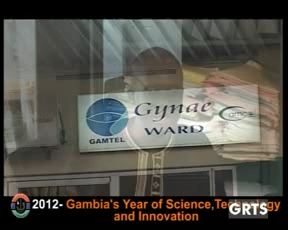 Gynae
WARD
GAMTEL
2012- Gambia's Year of Science,Technology
and Innovation
GRTS